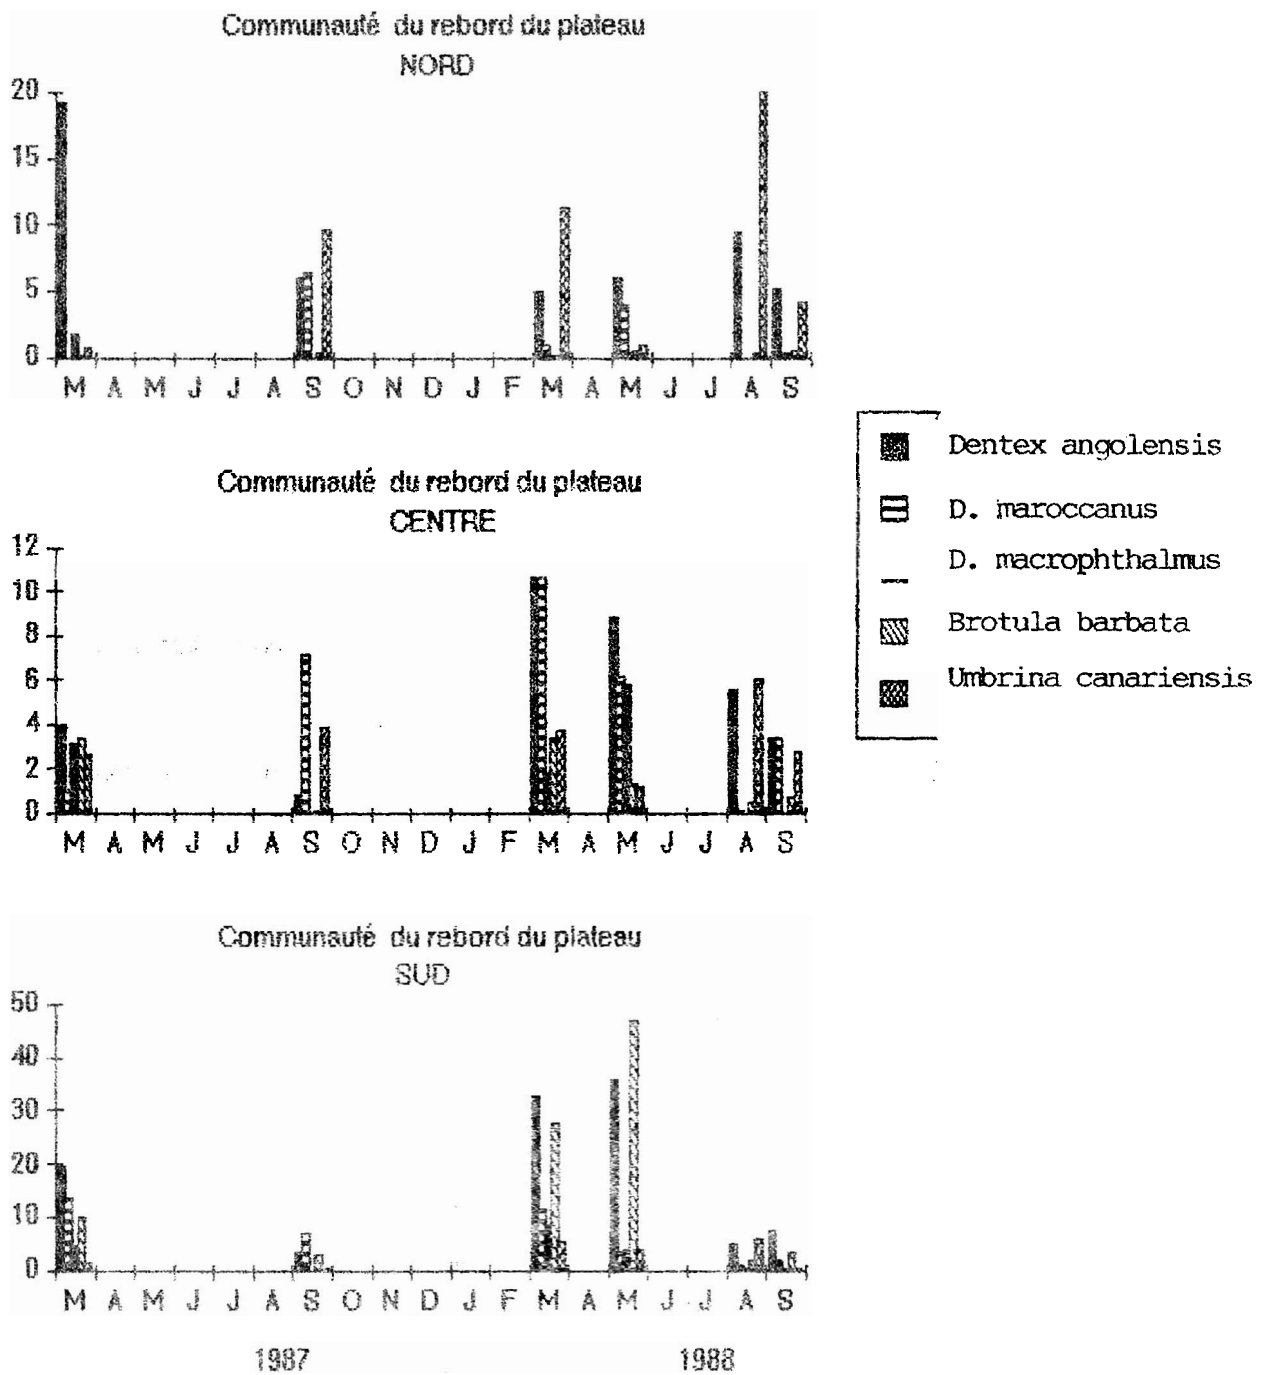 Communauté du rebord du plateau
NORD
20
15
10
5
0
M A M J J A S O N D J F M A M J J A S
Communauté du rebord du plateau
CENTRE
12
10
8
6
4
2
0
M A M J J A S O N D J F M A M J J A S
Dentex angolensis
D. maroccanus
D. macrophthalmus
Brotula barbata
Umbrina canariensis
Communauté du rebord du plateau
SUD
50
40
30
20
10
0
M A M J J A S O N D J F M A M J J A S
1987 1988